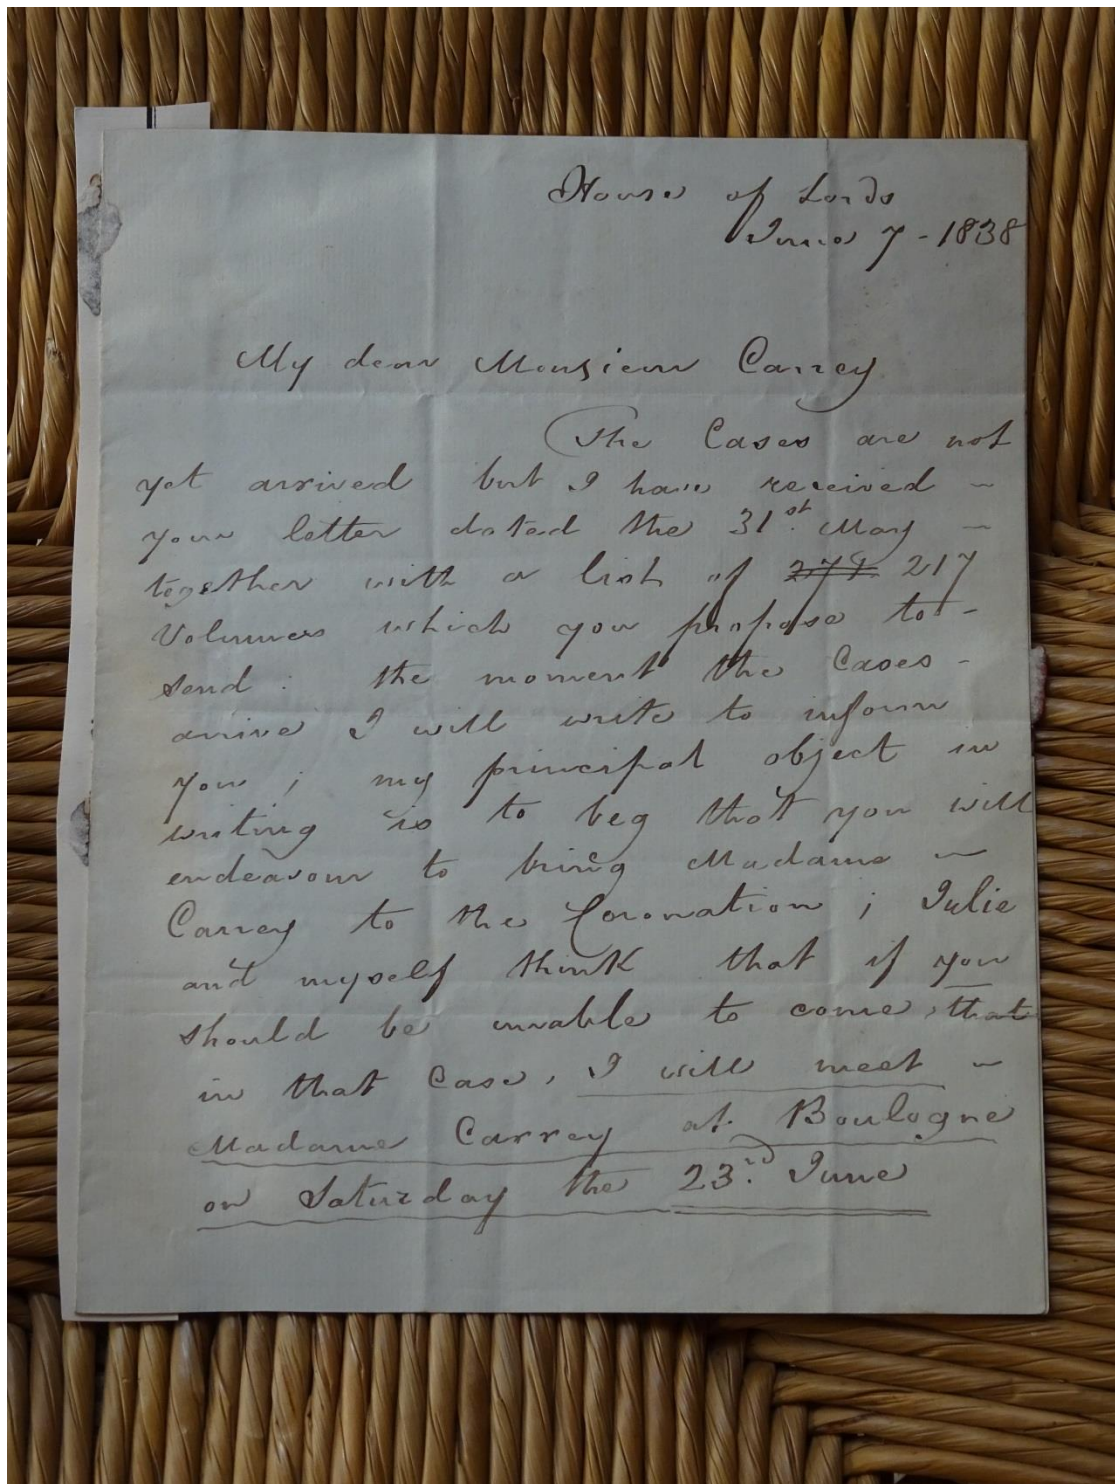 House of Lords
June 7 - 1838
My dear Monsieur Carrey
The Cases are not
yet arrived but I have received -
your letter dated the 31st. May -
together with a list of 279 217
Volumes which you propose to -
send : the moment the Cases -
arrive I will write to inform
you ; my principal object in
writing is to beg that you will
endeavour to bring Madame -
Carrey to the Coronation ; Julie
and myself think that if you
should be unable to come, that
in that Case, I will meet -
Madame Carrey at Boulogne
on Saturday the 23rd. June